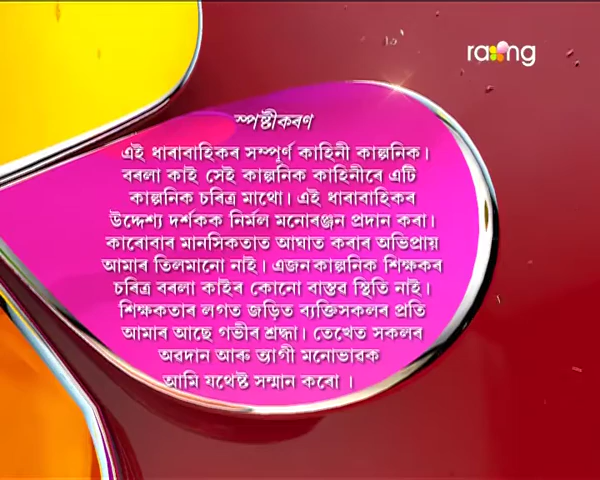 rang
স্পষ্টীকৰণ
এই ধাৰাবাহিকৰ সম্পূৰ্ণ কাহিনী কাল্পনিক।
বৰলা কাই সেই কাল্পনিক কাহিনীৰে এটি
কাল্পনিক চৰিত্ৰ মাথো। এই ধাৰাবাহিকৰ
উদ্দেশ্য দৰ্শকক নিৰ্মল মনোৰঞ্জন প্ৰদান কৰা।
কাৰোবাৰ মানসিকতাত আঘাত কৰাৰ অভিপ্ৰায়
আমাৰ তিলমানো নাই। এজন কাল্পনিক শিক্ষকৰ
চৰিত্ৰ বৰলা কাইৰ কোনো বাস্তৱ স্থিতি নাই।
শিক্ষকতাৰ লগত জড়িত ব্যক্তিসকলৰ প্ৰতি
আমাৰ আছে গভীৰ শ্ৰদ্ধা। তেখেত সকলৰ
অৱদান আৰু ত্যাগী মনোভাৱক
আমি যথেষ্ট সন্মান কৰো ।